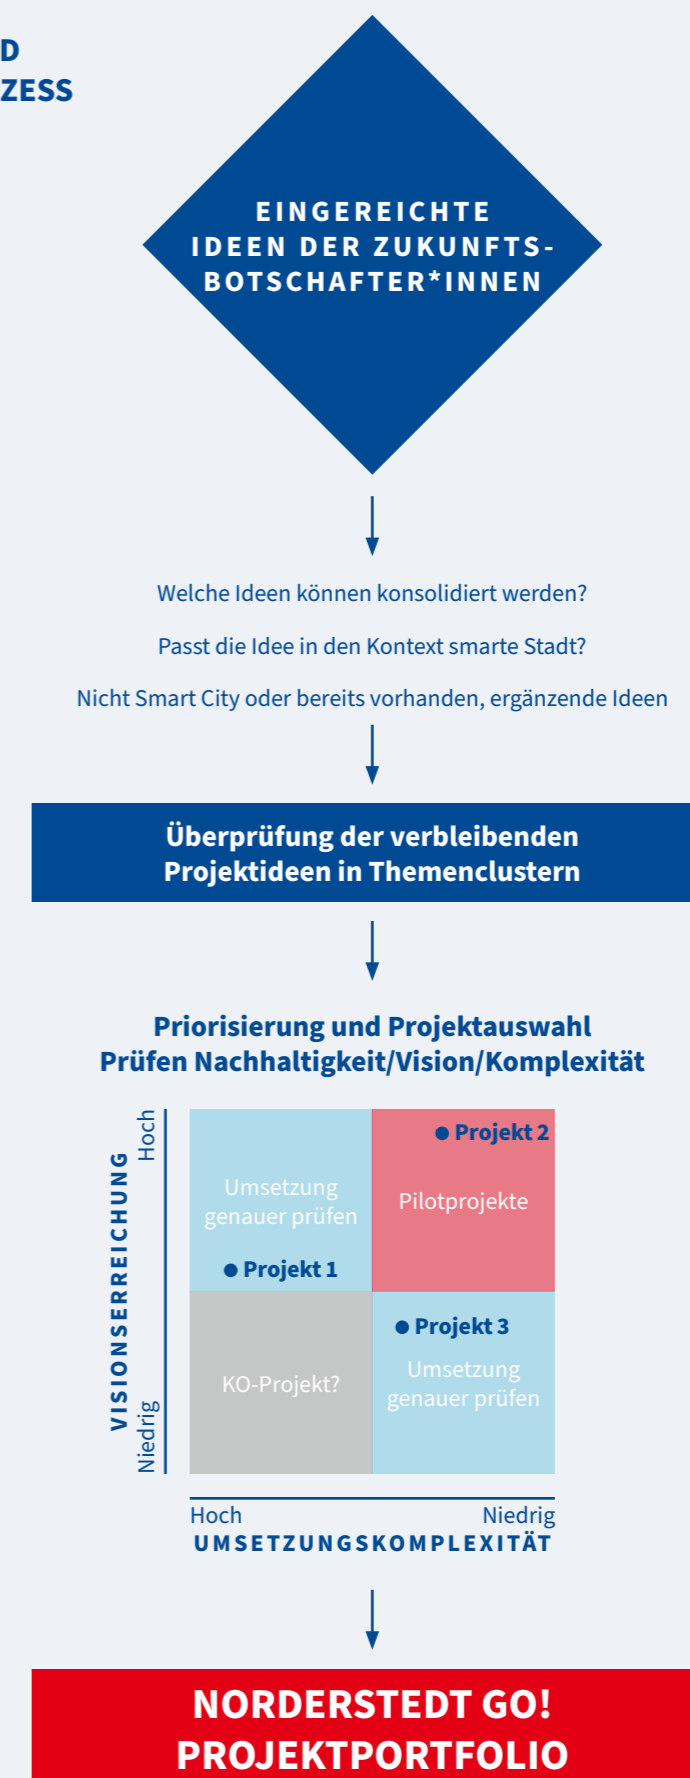 D
ZESS
EINGEREICHTE
IDEEN DER ZUKUNFTS-
BOTSCHAFTER*INNEN
Welche Ideen können konsolidiert werden?
Passt die Idee in den Kontext smarte Stadt?
Nicht Smart City oder bereits vorhanden, ergänzende Ideen
Überprüfung der verbleibenden
Projektideen in Themenclustern
Priorisierung und Projektauswahl
Prüfen Nachhaltigkeit/Vision/Komplexität
VISIONSERREICHUNG
Hoch
Niedrig
Umsetzung
genauer prüfen
Projekt 1
Projekt 2
Pilotprojekte
KO-Projekt?
Projekt 3
Umsetzung
genauer prüfen
Hoch
Niedrig
UMSETZUNGSKOMPLEXITÄT
NORDERSTEDT GO!
PROJEKTPORTFOLIO